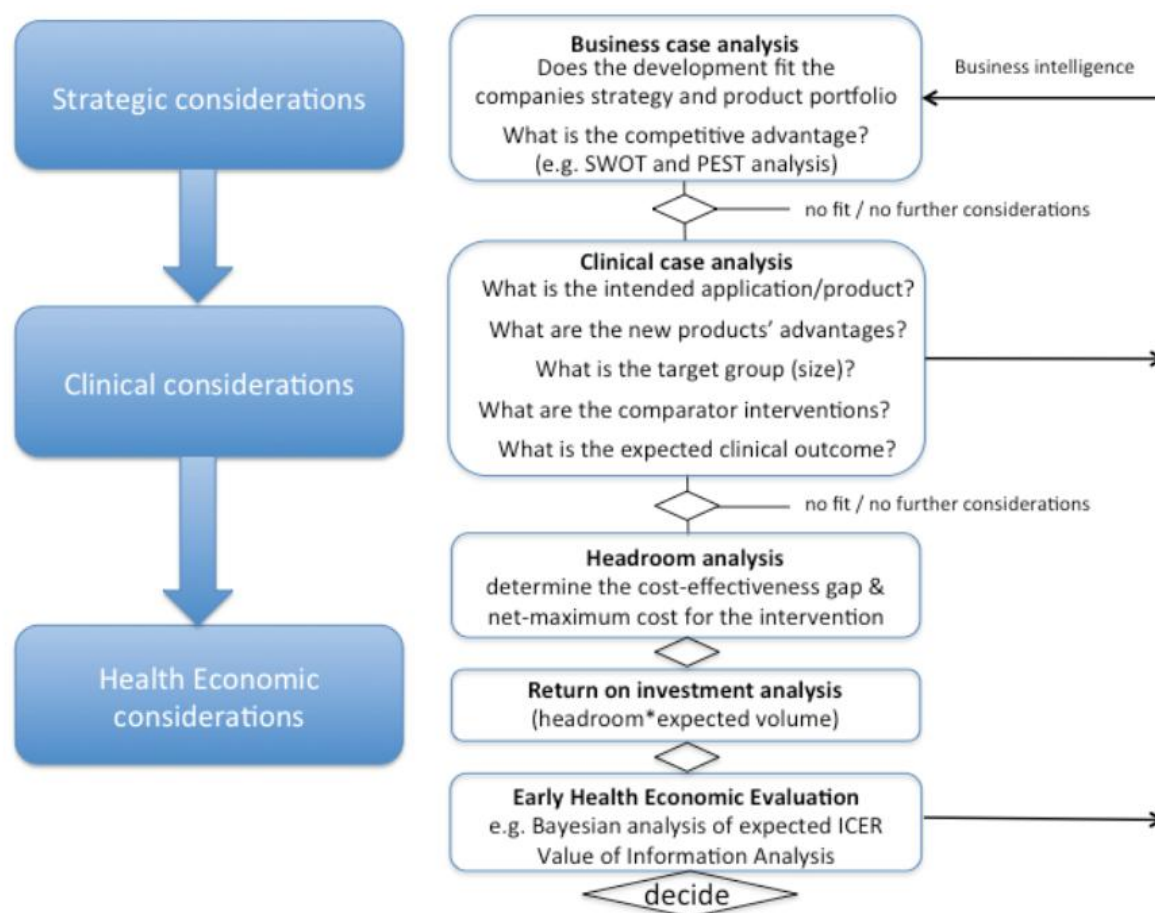 Strategic considerations
Business case analysis
Does the development fit the
companies strategy and product portfolio
What is the competitive advantage?
(e.g. SWOT and PEST analysis)
Business intelligence
no fit / no further considerations
Clinical considerations
Clinical case analysis
What is the intended application/product?
What are the new products’ advantages?
What is the target group (size)?
What are the comparator interventions?
What is the expected clinical outcome?
no fit / no further considerations
Health Economic
considerations
Headroom analysis
determine the cost-effectiveness gap &
net-maximum cost for the intervention
Return on investment analysis
(headroom*expected volume)
Early Health Economic Evaluation
e.g. Bayesian analysis of expected ICER
Value of Information Analysis
decide